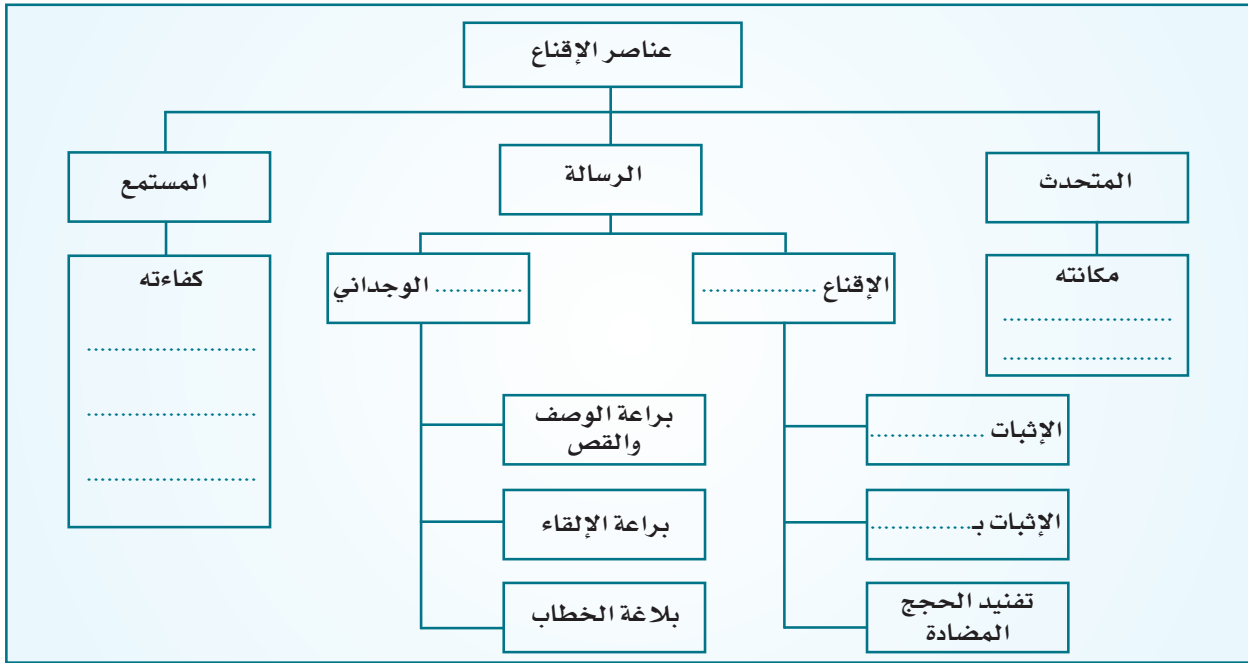 عناصر الإقناع
المتحدث
الرسالة
المستمع
مكانته
........................
........................
الإقناع .................
............. الوجداني
كفاءته
........................
........................
........................
الإثبات .................
الإثبات بـ...............
تفنيد الحجج
المضادة
براعة الوصف
والقص
براعة الإلقاء
بلاغة الخطاب